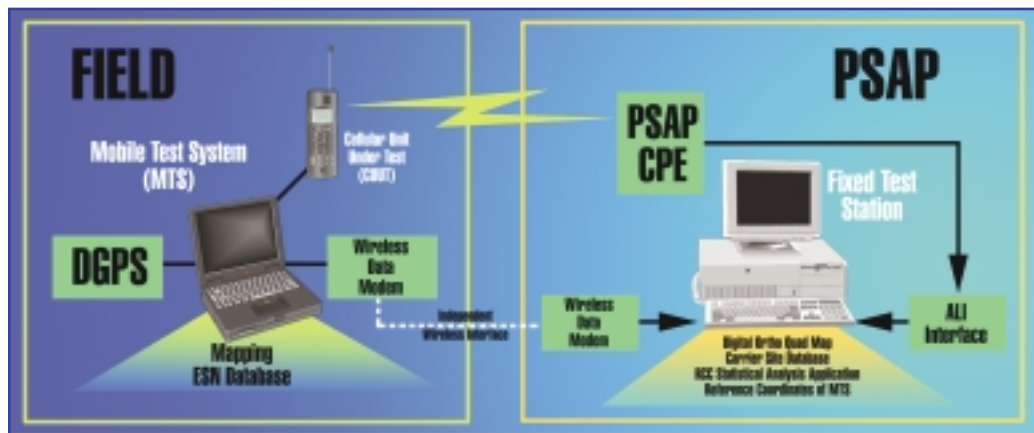 FIELD
Mobile Test System
(MTS)
Cellular Unit
Under Test
(CUUT)
DGPS
Wireless
Data
Modem
Mapping
ESN Database
Independent
Wireless Interface
PSAP
PSAP
CPE
Fixed Test
Station
Wireless
Data
Modem
ALI
Interface
Digital Ortho Quad Map
Carrier Site Database
RCC Statistical Analysis Application
Reference Coordinates of MTS